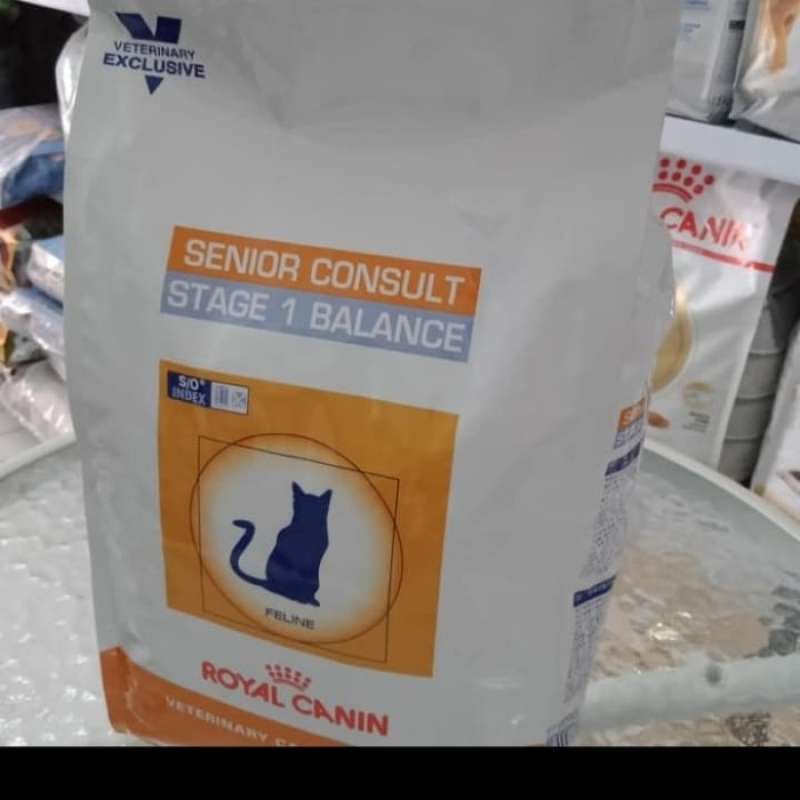 VETERINARY
EXCLUSIVE
CANIN
SENIOR CONSULT
STAGE 1 BALANCE
S/O®
INDEX
FELINE
ROYAL CANIN
VETERINARY